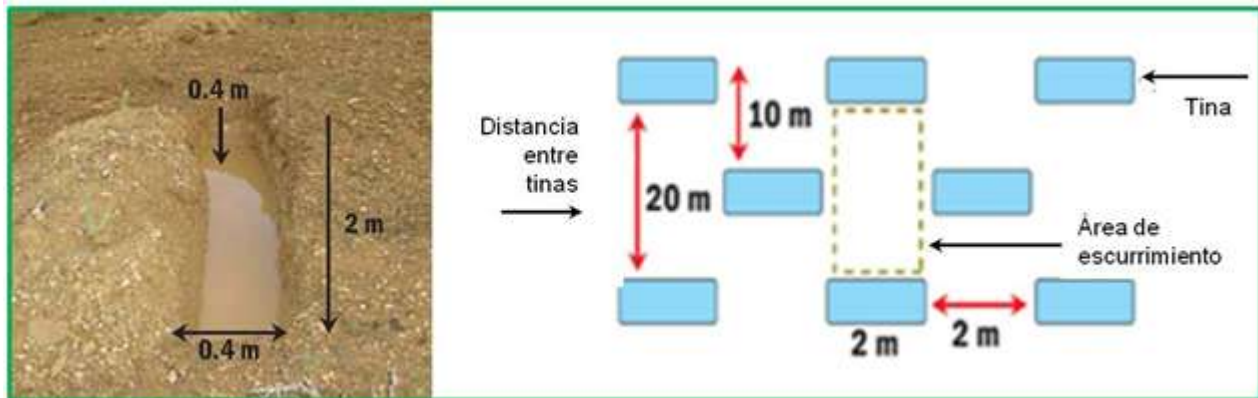 0.4 m
2 m
0.4 m
Distancia
entre
tinas
10 m
20 m
Tina
Área de
escurrimiento
2 m
2 m